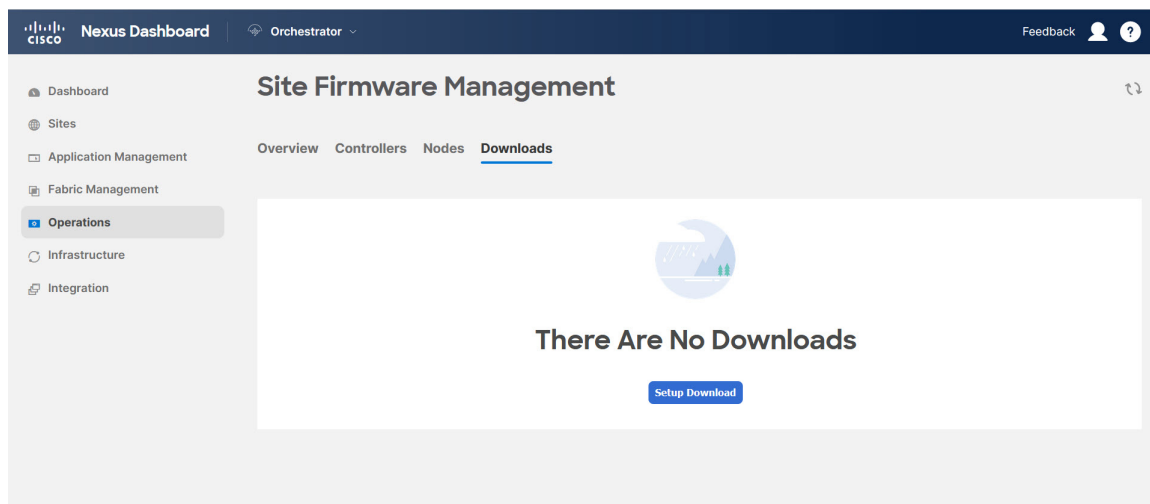 CISCO Nexus Dashboard Orchestrator Feedback ?
Dashboard
Sites
Application Management
Fabric Management
Operations
Infrastructure
Integration
Site Firmware Management
Overview Controllers Nodes Downloads
There Are No Downloads
Setup Download